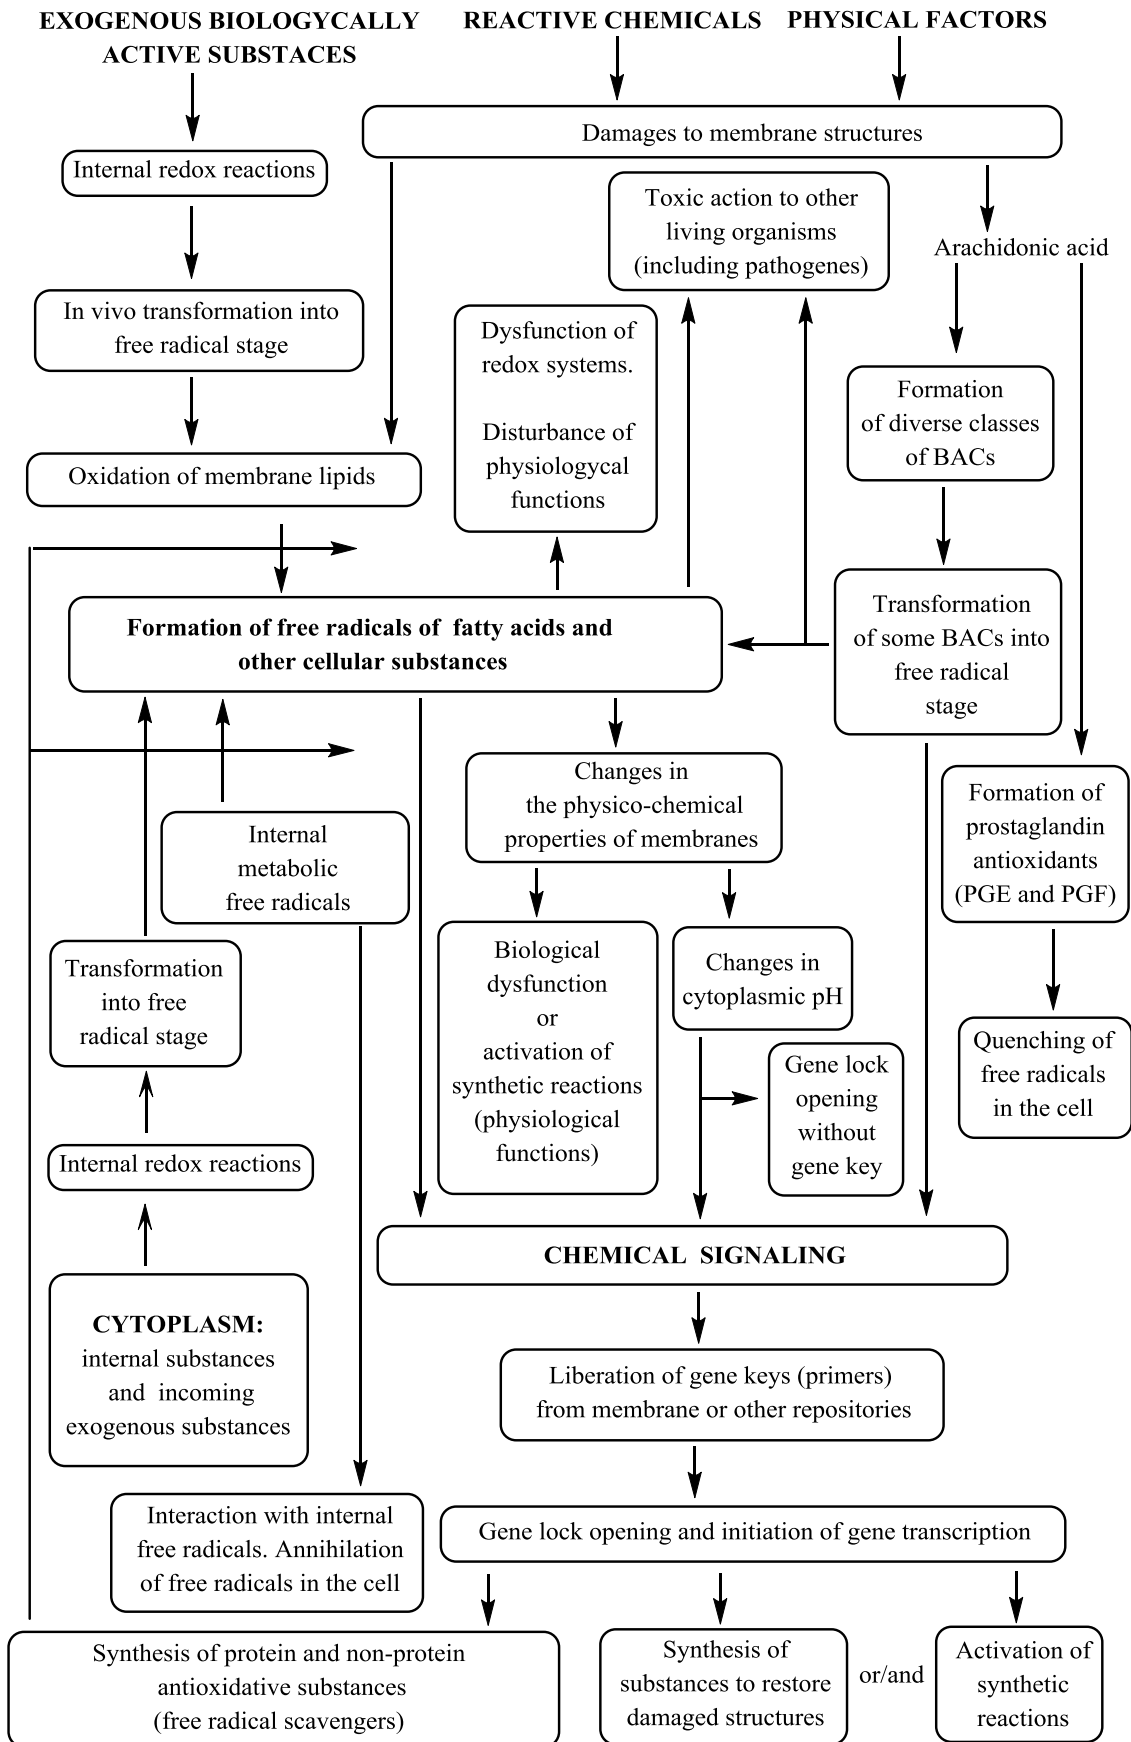 EXOGENOUS BIOLOGYCALLY
ACTIVE SUBSTACES
REACTIVE CHEMICALS
PHYSICAL FACTORS
Damages to membrane structures
Internal redox reactions
Toxic action to other
living organisms
(including pathogenes)
Arachidonic acid
In vivo transformation into
free radical stage
Dysfunction of
redox systems.
Disturbance of
physiologycal
functions
Formation
of diverse classes
of BACs
Oxidation of membrane lipids
Formation of free radicals of fatty acids and
other cellular substances
Transformation
of some BACs into
free radical
stage
Changes in
the physico-chemical
properties of membranes
Formation of
prostaglandin
antioxidants
(PGE and PGF)
Internal
metabolic
free radicals
Transformation
into free
radical stage
Biological
dysfunction
or
activation of
synthetic reactions
(physiological
functions)
Changes in
cytoplasmic pH
Quenching of
free radicals
in the cell
Gene lock
opening
without
gene key
Internal redox reactions
CHEMICAL SIGNALING
CYTOPLASM:
internal substances
and incoming
exogenous substances
Liberation of gene keys (primers)
from membrane or other repositories
Interaction with internal
free radicals. Annihilation
of free radicals in the cell
Gene lock opening and initiation of gene transcription
Synthesis of protein and non-protein
antioxidative substances
(free radical scavengers)
Synthesis of
substances to restore
damaged structures
or/and
Activation of
synthetic
reactions